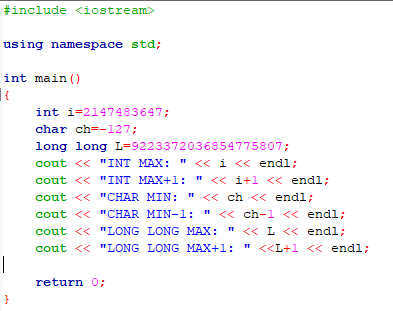 #include <iostream>
using namespace std;
int main()
{
int i=2147483647;
char ch=-127;
long long L=9223372036854775807;
cout << "INT MAX: " << i << endl;
cout << "INT MAX+1: " << i+1 << endl;
cout << "CHAR MIN: " << ch << endl;
cout << "CHAR MIN-1: " << ch-1 << endl;
cout << "LONG LONG MAX: " << L << endl;
cout << "LONG LONG MAX+1: " <<L+1 << endl;
return 0;
}